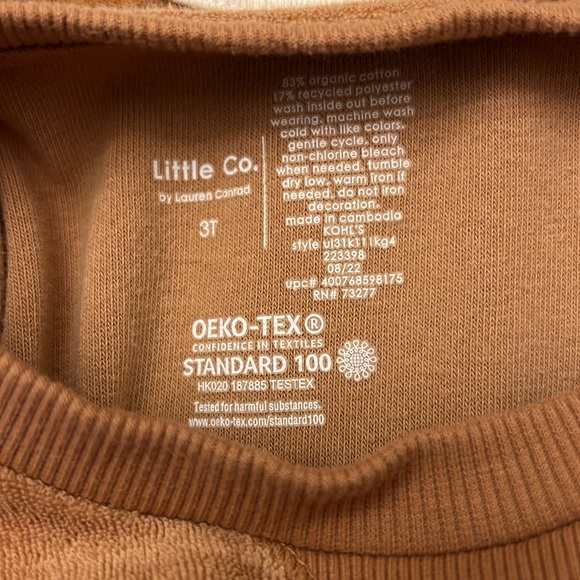 Little Co.
by Lauren Conrad
3T
83% organic cotton
17% recycled polyester
wash inside out before
wearing. machine wash
cold with like colors.
gentle cycle. only
non-chlorine bleach
when needed. tumble
dry low. warm iron if
needed. do not iron
decoration.
made in cambodia
KOHL'S
style ul31k111kg4
223398
08/22
upc# 400768598175
RN# 73277
OEKO-TEX®
CONFIDENCE IN TEXTILES
STANDARD 100
HK020 187885 TESTEX
Tested for harmful substances.
www.oeko-tex.com/standard100